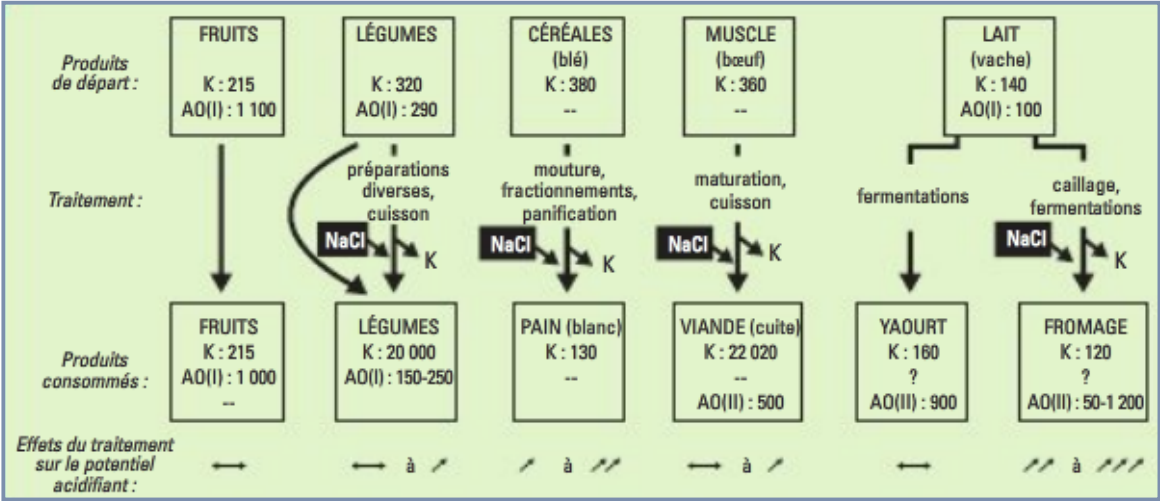 Produits
de départ :
FRUITS
K : 215
AO(I) : 1 100
LÉGUMES
K : 320
AO(I) : 290
CÉRÉALES
(blé)
K : 380
--
MUSCLE
(bœuf)
K : 360
--
LAIT
(vache)
K : 140
AO(I) : 100
Traitement :
préparations
diverses,
cuisson
NaCl
K
mouture,
fractionnements,
panification
NaCl
K
maturation,
cuisson
NaCl
K
fermentations
caillage,
fermentations
NaCl
K
Produits
consommés :
FRUITS
K : 215
AO(I) : 1 000
--
LÉGUMES
K : 20 000
AO(I) : 150-250
PAIN (blanc)
K : 130
--
VIANDE (cuite)
K : 22 020
--
AO(II) : 500
YAOURT
K : 160
?
AO(II) : 900
FROMAGE
K : 120
?
AO(II) : 50-1 200
Effets du traitement
sur le potentiel
acidifiant :
à
à
à
à